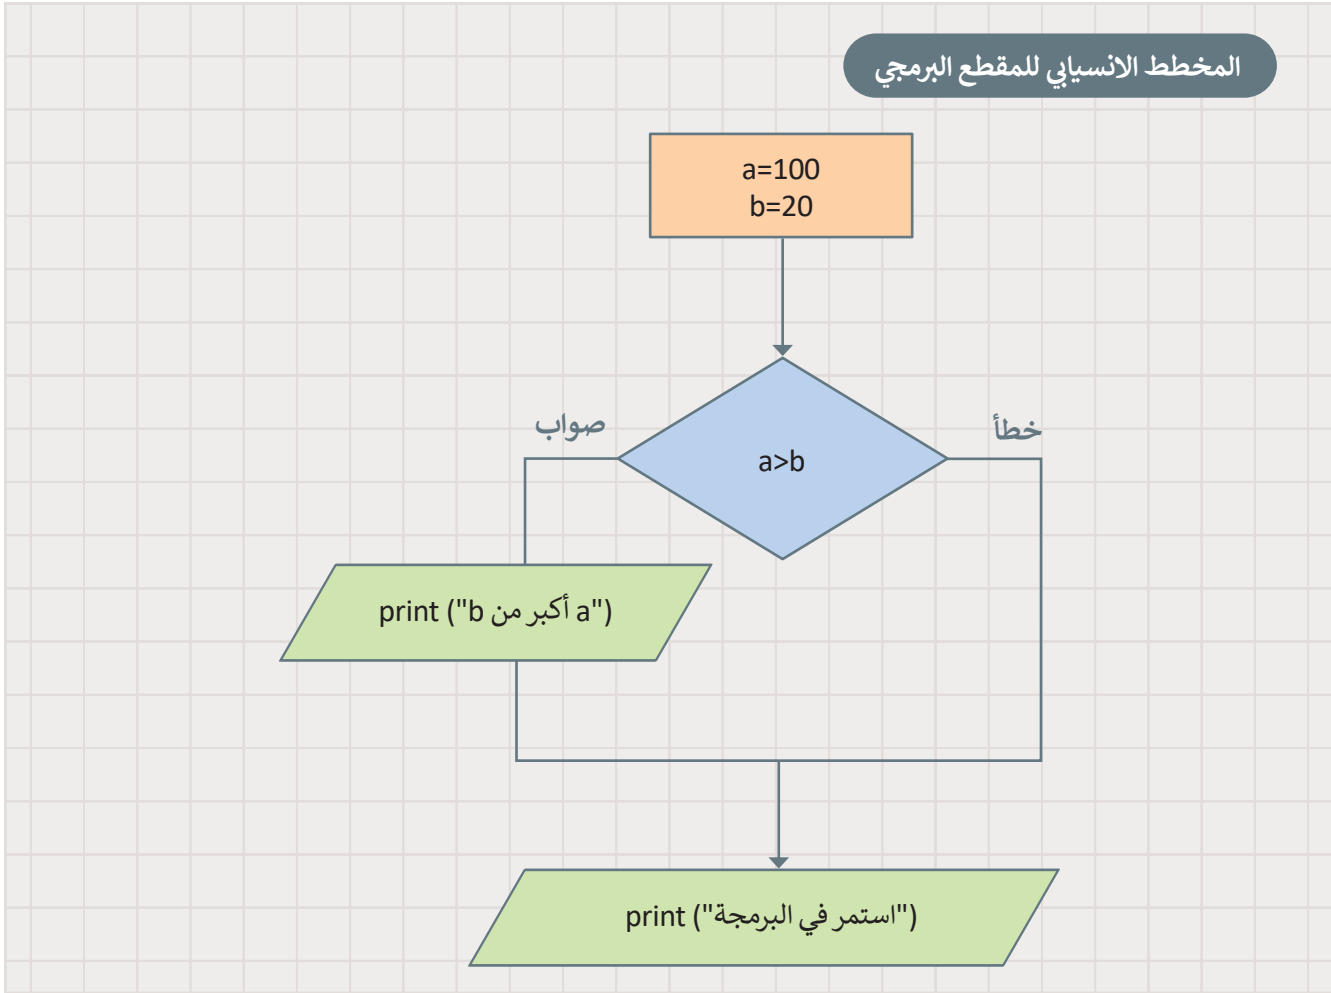 المخطط الانسيابي للمقطع البرمجي
a=100
b=20
a>b
صواب
خطأ
print ("a أكبر من b")
print ("استمر في البرمجة")